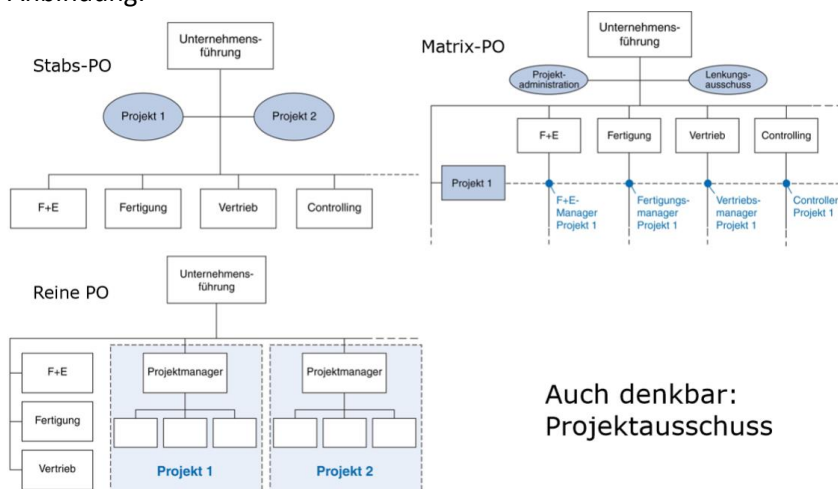 Anbindung:
Stabs-PO
Unternehmens-
führung
Projekt 1
Projekt 2
F+E
Fertigung
Vertrieb
Controlling
Matrix-PO
Unternehmens-
führung
Projekt-
administration
Lenkungs-
ausschuss
F+E
Fertigung
Vertrieb
Controlling
Projekt 1
F+E-
Manager
Projekt 1
Fertigungs-
manager
Projekt 1
Vertriebs-
manager
Projekt 1
Controller
Projekt 1
Reine PO
Unternehmens-
führung
F+E
Fertigung
Vertrieb
Projektmanager
Projekt 1
Projektmanager
Projekt 2
Auch denkbar:
Projektausschuss